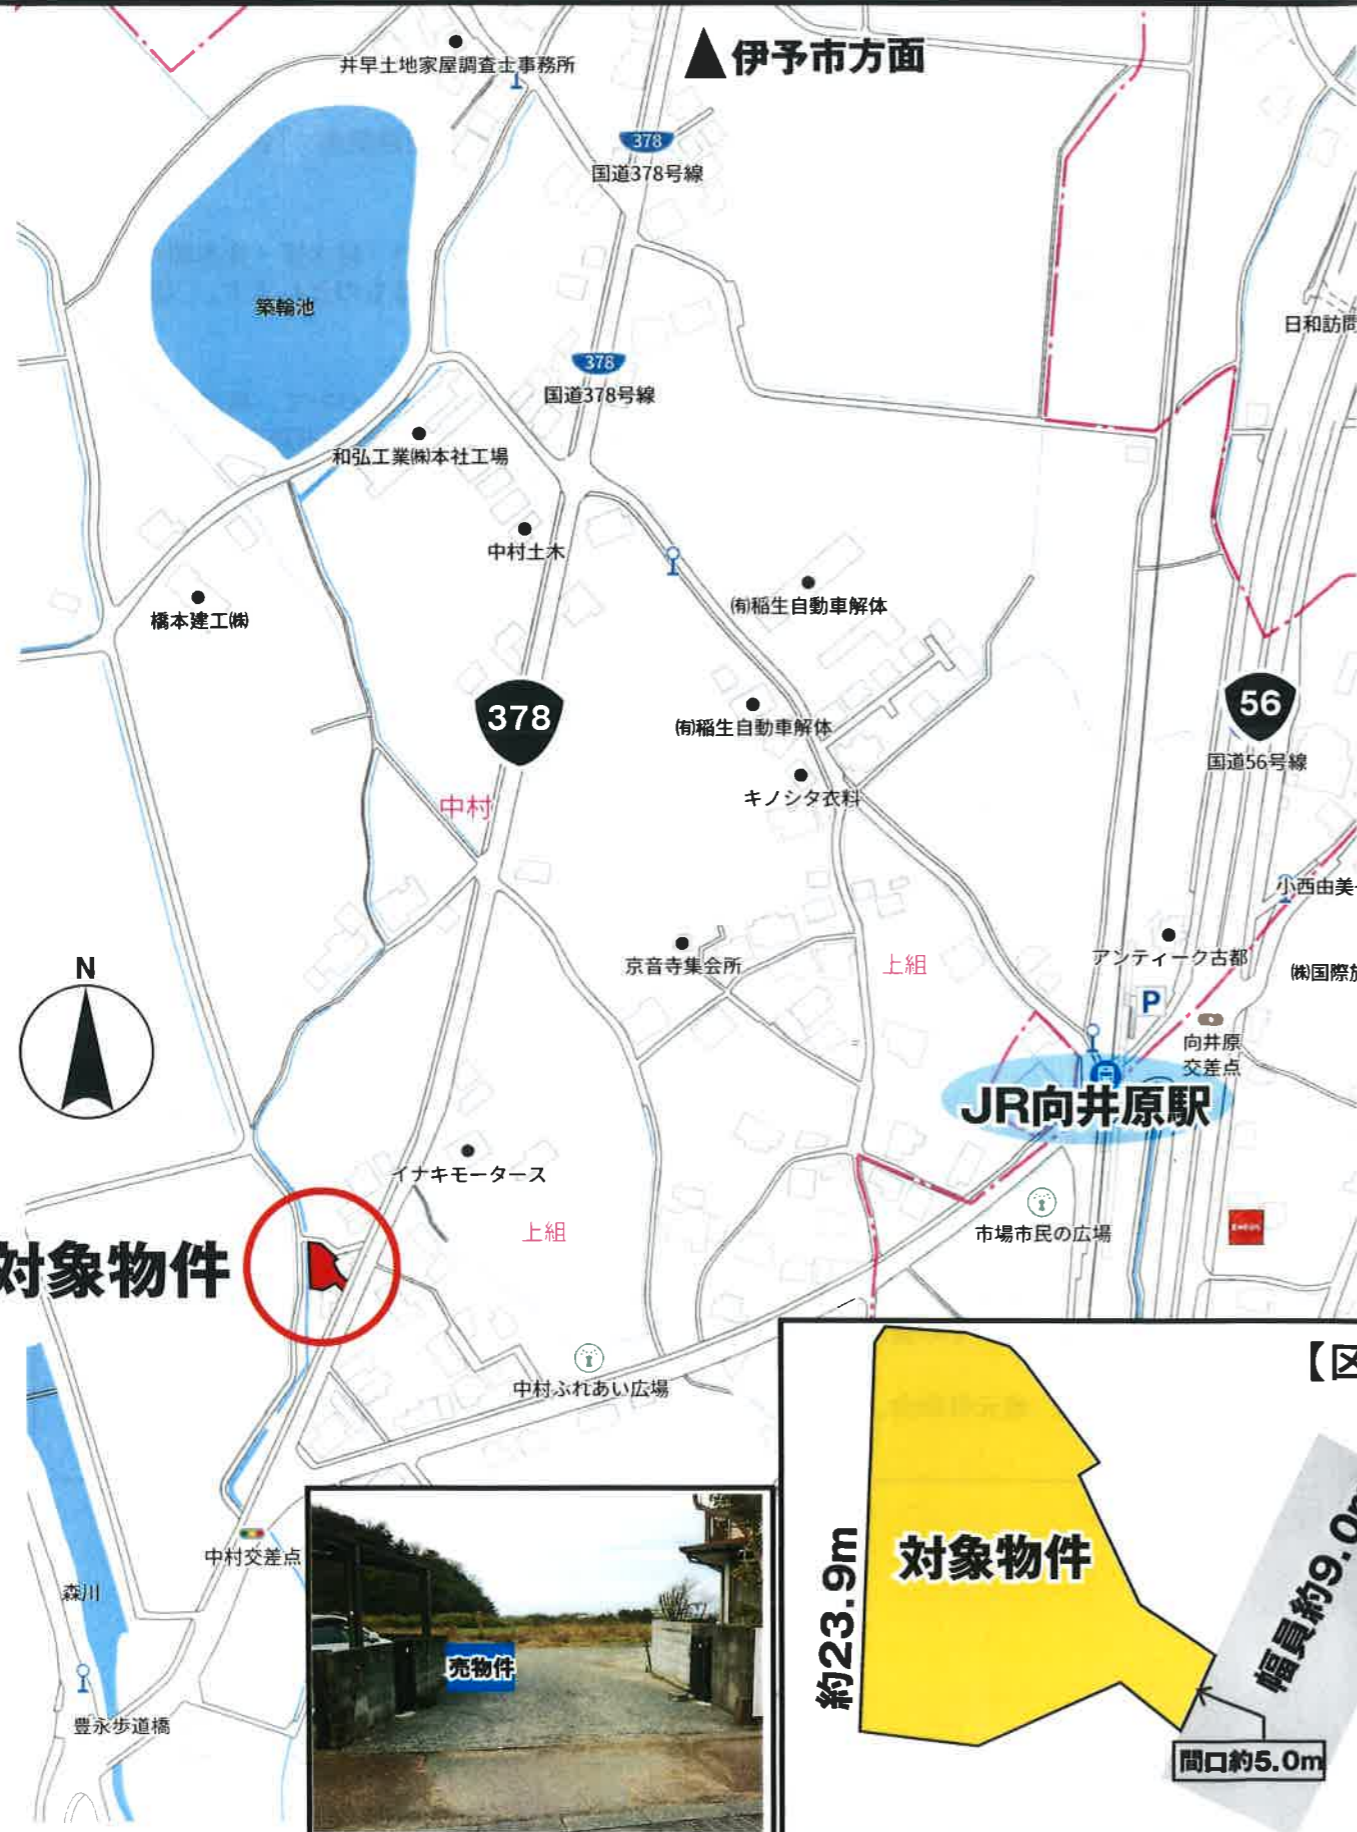 井早土地家屋調査士事務所
伊予市方面
378
国道378号線
築輪池
日和訪問
378
国道378号線
和弘工業㈱本社工場
中村土木
橋本建工㈱
㈲稲生自動車解体
378
㈲稲生自動車解体
56
国道56号線
キノシタ衣料
中村
小西由美
京音寺集会所
上組
アンティーク古都
㈱国際旅
N
P
向井原
交差点
JR向井原駅
イナキモータース
上組
市場市民の広場
ENEOS
対象物件
中村ふれあい広場
【区
中村交差点
森川
豊永歩道橋
売物件
約23.9m
対象物件
幅員約9.0m
間口約5.0m